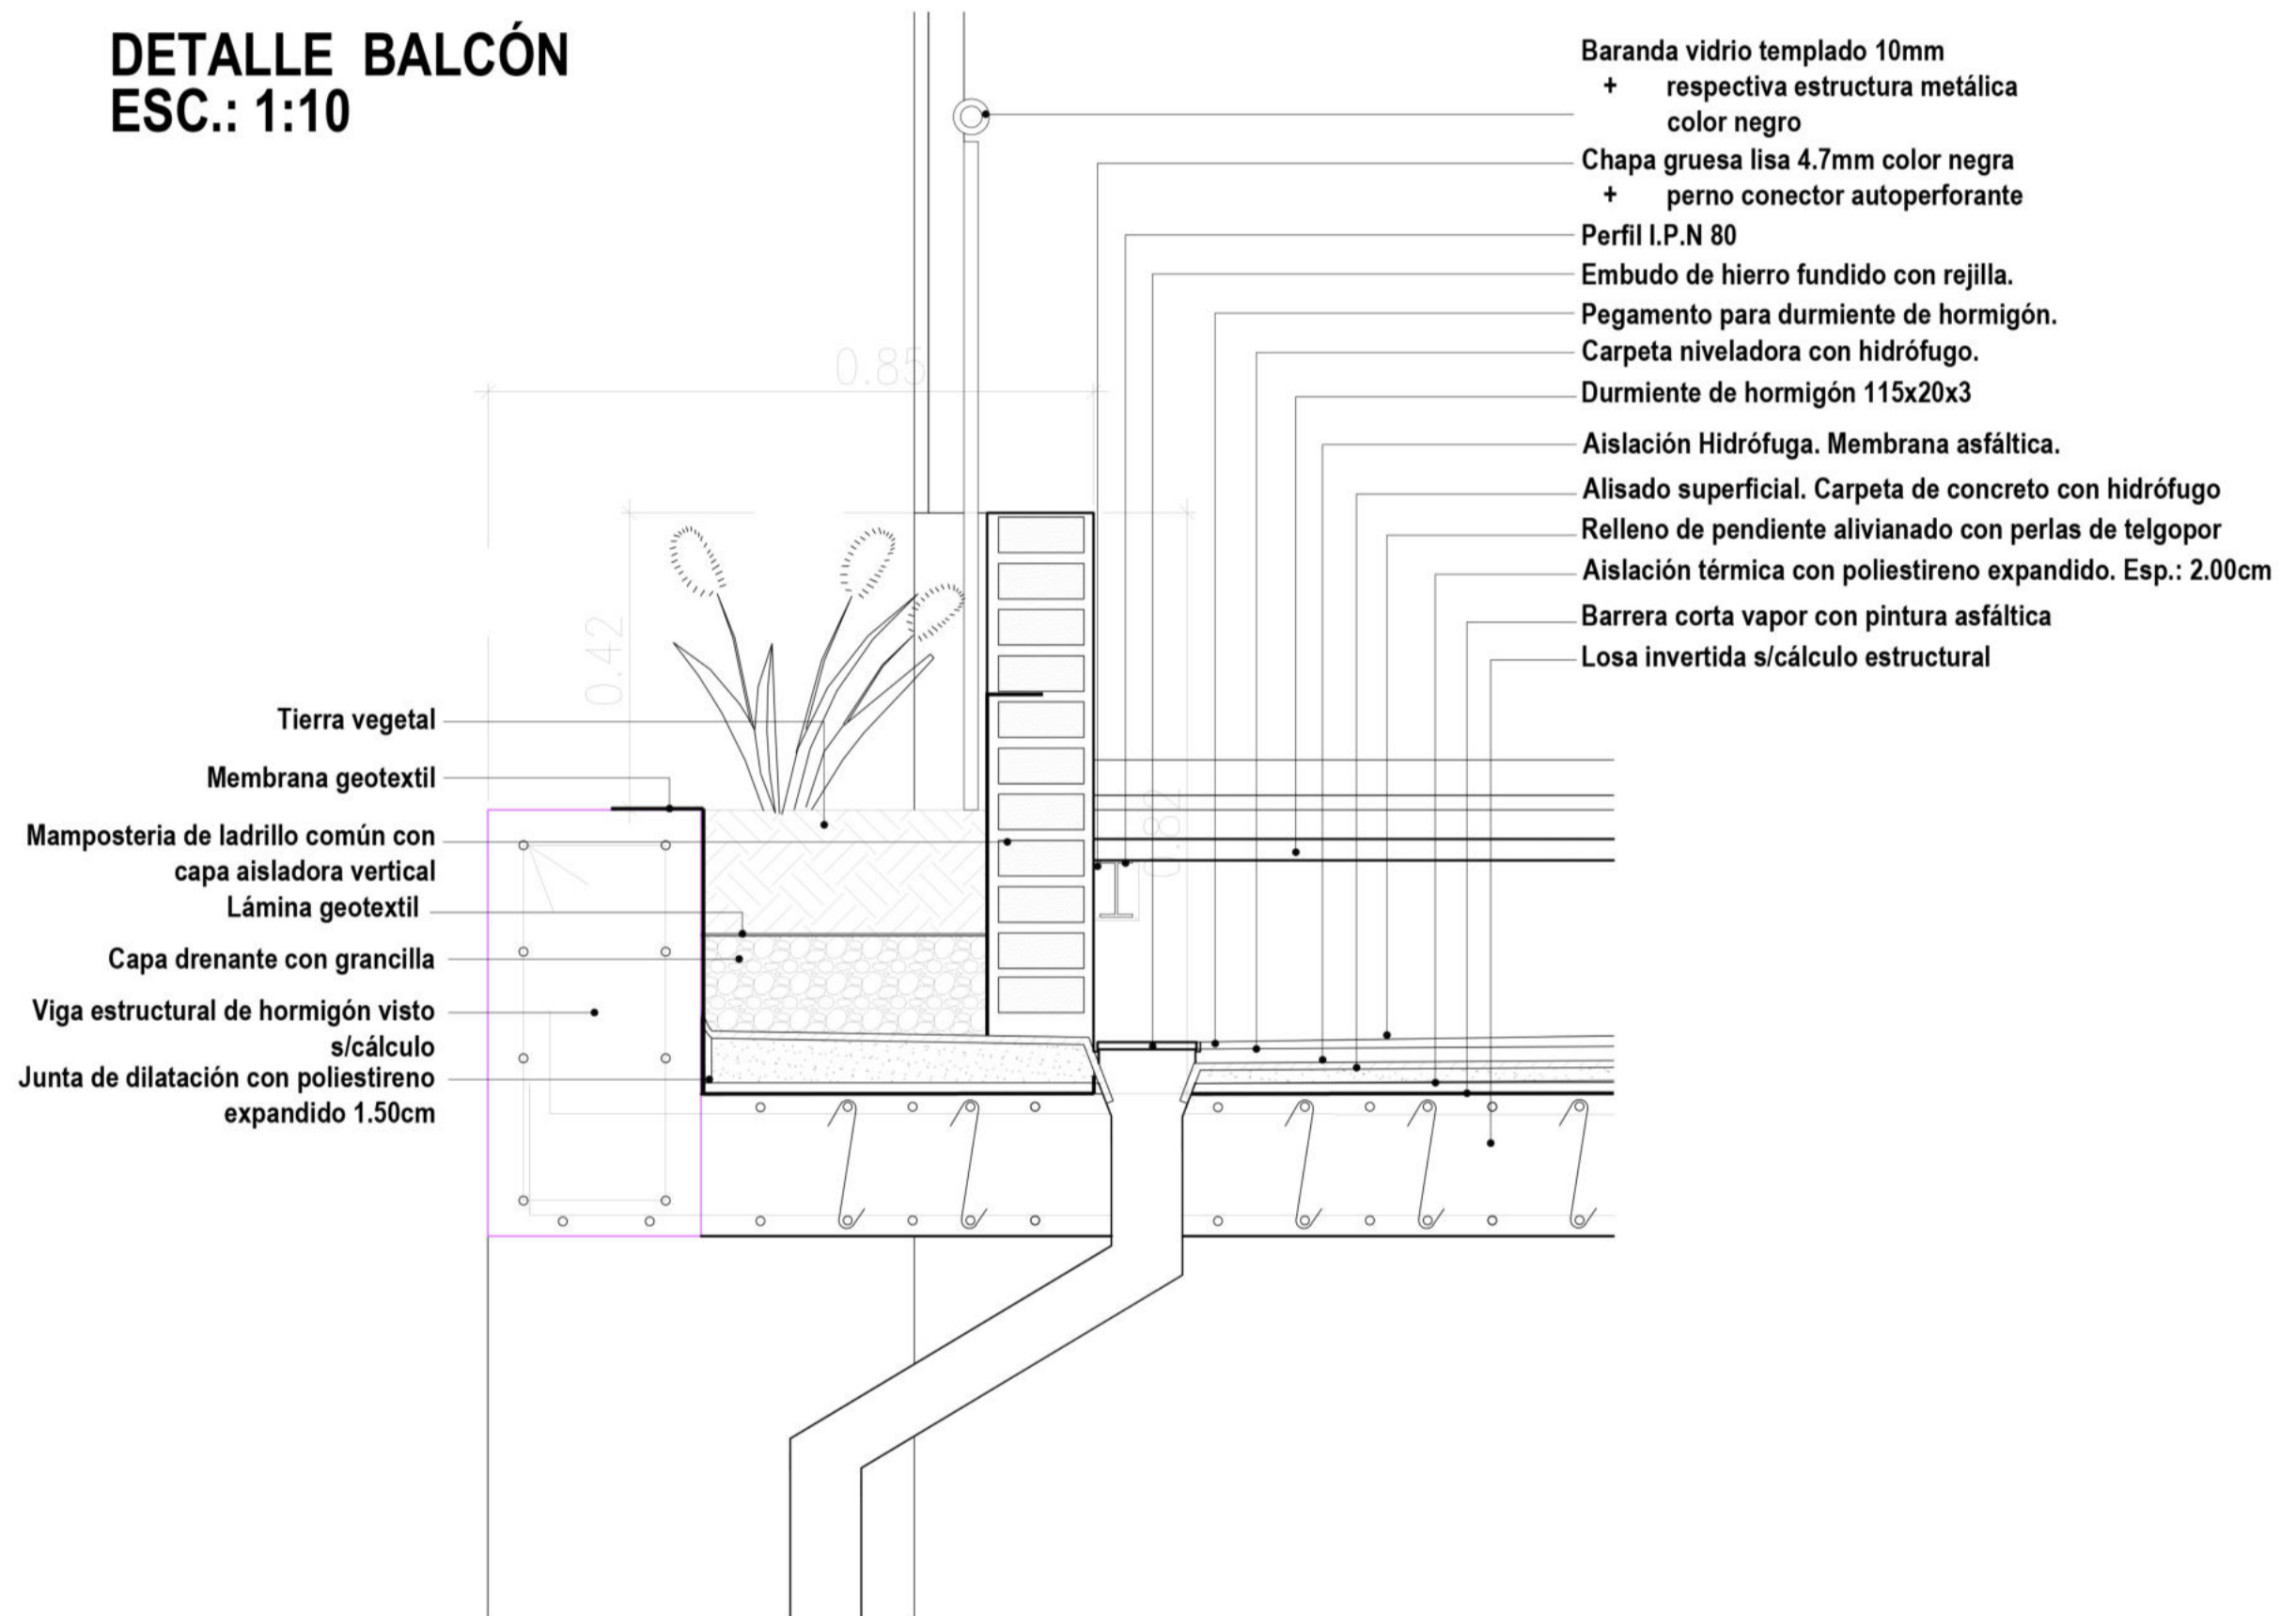 DETALLE BALCÓN
ESC.: 1:10
Baranda vidrio templado 10mm
+ respectiva estructura metálica
color negro
Chapa gruesa lisa 4.7mm color negra
+ perno conector autoperforante
Perfil I.P.N 80
Embudo de hierro fundido con rejilla.
Pegamento para durmiente de hormigón.
Carpeta niveladora con hidrófugo.
Durmiente de hormigón 115x20x3
Aislación Hidrófuga. Membrana asfáltica.
Alisado superficial. Carpeta de concreto con hidrófugo
Relleno de pendiente alivianado con perlas de telgopor
Aislación térmica con poliestireno expandido. Esp.: 2.00cm
Barrera corta vapor con pintura asfáltica
Losa invertida s/cálculo estructural
0.85
0.42
0.82
Tierra vegetal
Membrana geotextil
Mamposteria de ladrillo común con
capa aisladora vertical
Lámina geotextil
Capa drenante con grancilla
Viga estructural de hormigón visto
s/cálculo
Junta de dilatación con poliestireno
expandido 1.50cm